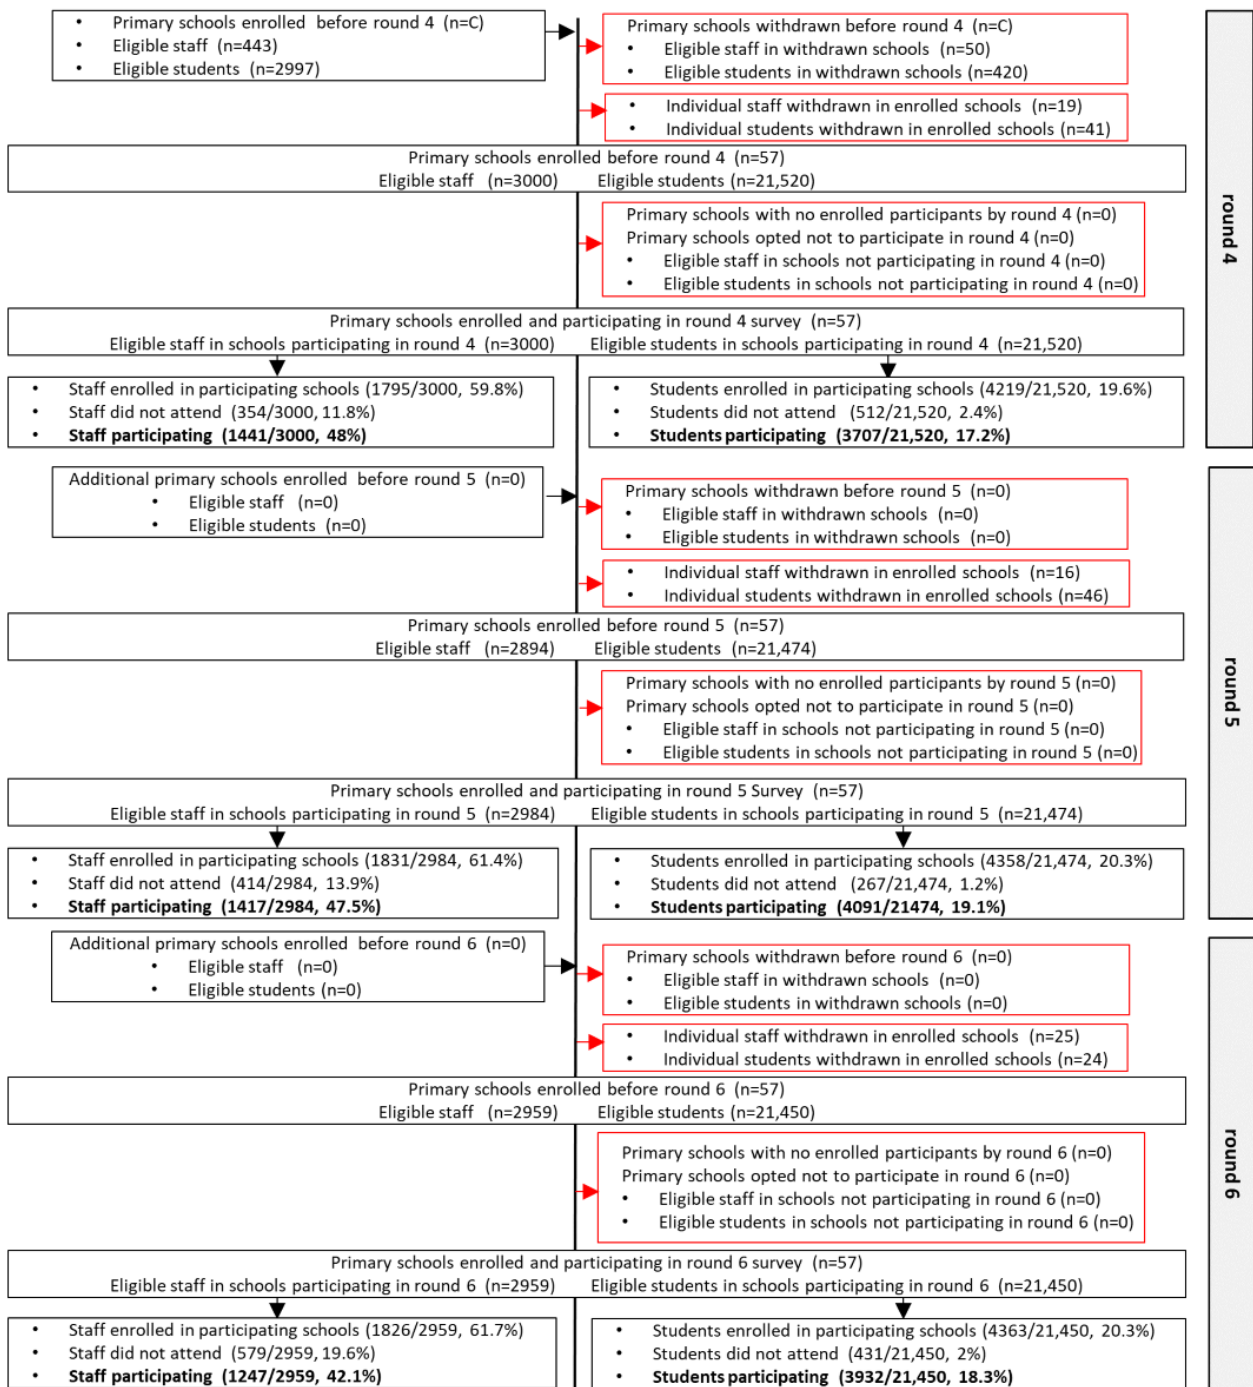 • Primary schools enrolled before round 4 (n=C)
• Eligible staff (n=443)
• Eligible students (n=2997)
Primary schools withdrawn before round 4 (n=C)
• Eligible staff in withdrawn schools (n=50)
• Eligible students in withdrawn schools (n=420)
• Individual staff withdrawn in enrolled schools (n=19)
• Individual students withdrawn in enrolled schools (n=41)
Primary schools enrolled before round 4 (n=57)
Eligible staff (n=3000) Eligible students (n=21,520)
Primary schools with no enrolled participants by round 4 (n=0)
Primary schools opted not to participate in round 4 (n=0)
• Eligible staff in schools not participating in round 4 (n=0)
• Eligible students in schools not participating in round 4 (n=0)
Primary schools enrolled and participating in round 4 survey (n=57)
Eligible staff in schools participating in round 4 (n=3000) Eligible students in schools participating in round 4 (n=21,520)
• Staff enrolled in participating schools (1795/3000, 59.8%)
• Staff did not attend (354/3000, 11.8%)
• Staff participating (1441/3000, 48%)
• Students enrolled in participating schools (4219/21,520, 19.6%)
• Students did not attend (512/21,520, 2.4%)
• Students participating (3707/21,520, 17.2%)
round 4
Additional primary schools enrolled before round 5 (n=0)
• Eligible staff (n=0)
• Eligible students (n=0)
Primary schools withdrawn before round 5 (n=0)
• Eligible staff in withdrawn schools (n=0)
• Eligible students in withdrawn schools (n=0)
• Individual staff withdrawn in enrolled schools (n=16)
• Individual students withdrawn in enrolled schools (n=46)
Primary schools enrolled before round 5 (n=57)
Eligible staff (n=2894) Eligible students (n=21,474)
Primary schools with no enrolled participants by round 5 (n=0)
Primary schools opted not to participate in round 5 (n=0)
• Eligible staff in schools not participating in round 5 (n=0)
• Eligible students in schools not participating in round 5 (n=0)
Primary schools enrolled and participating in round 5 Survey (n=57)
Eligible staff in schools participating in round 5 (n=2984) Eligible students in schools participating in round 5 (n=21,474)
• Staff enrolled in participating schools (1831/2984, 61.4%)
• Staff did not attend (414/2984, 13.9%)
• Staff participating (1417/2984, 47.5%)
• Students enrolled in participating schools (4358/21,474, 20.3%)
• Students did not attend (267/21,474, 1.2%)
• Students participating (4091/21474, 19.1%)
round 5
Additional primary schools enrolled before round 6 (n=0)
• Eligible staff (n=0)
• Eligible students (n=0)
Primary schools withdrawn before round 6 (n=0)
• Eligible staff in withdrawn schools (n=0)
• Eligible students in withdrawn schools (n=0)
• Individual staff withdrawn in enrolled schools (n=25)
• Individual students withdrawn in enrolled schools (n=24)
Primary schools enrolled before round 6 (n=57)
Eligible staff (n=2959) Eligible students (n=21,450)
Primary schools with no enrolled participants by round 6 (n=0)
Primary schools opted not to participate in round 6 (n=0)
• Eligible staff in schools not participating in round 6 (n=0)
• Eligible students in schools not participating in round 6 (n=0)
Primary schools enrolled and participating in round 6 survey (n=57)
Eligible staff in schools participating in round 6 (n=2959) Eligible students in schools participating in round 6 (n=21,450)
• Staff enrolled in participating schools (1826/2959, 61.7%)
• Staff did not attend (579/2959, 19.6%)
• Staff participating (1247/2959, 42.1%)
• Students enrolled in participating schools (4363/21,450, 20.3%)
• Students did not attend (431/21,450, 2%)
• Students participating (3932/21,450, 18.3%)
round 6